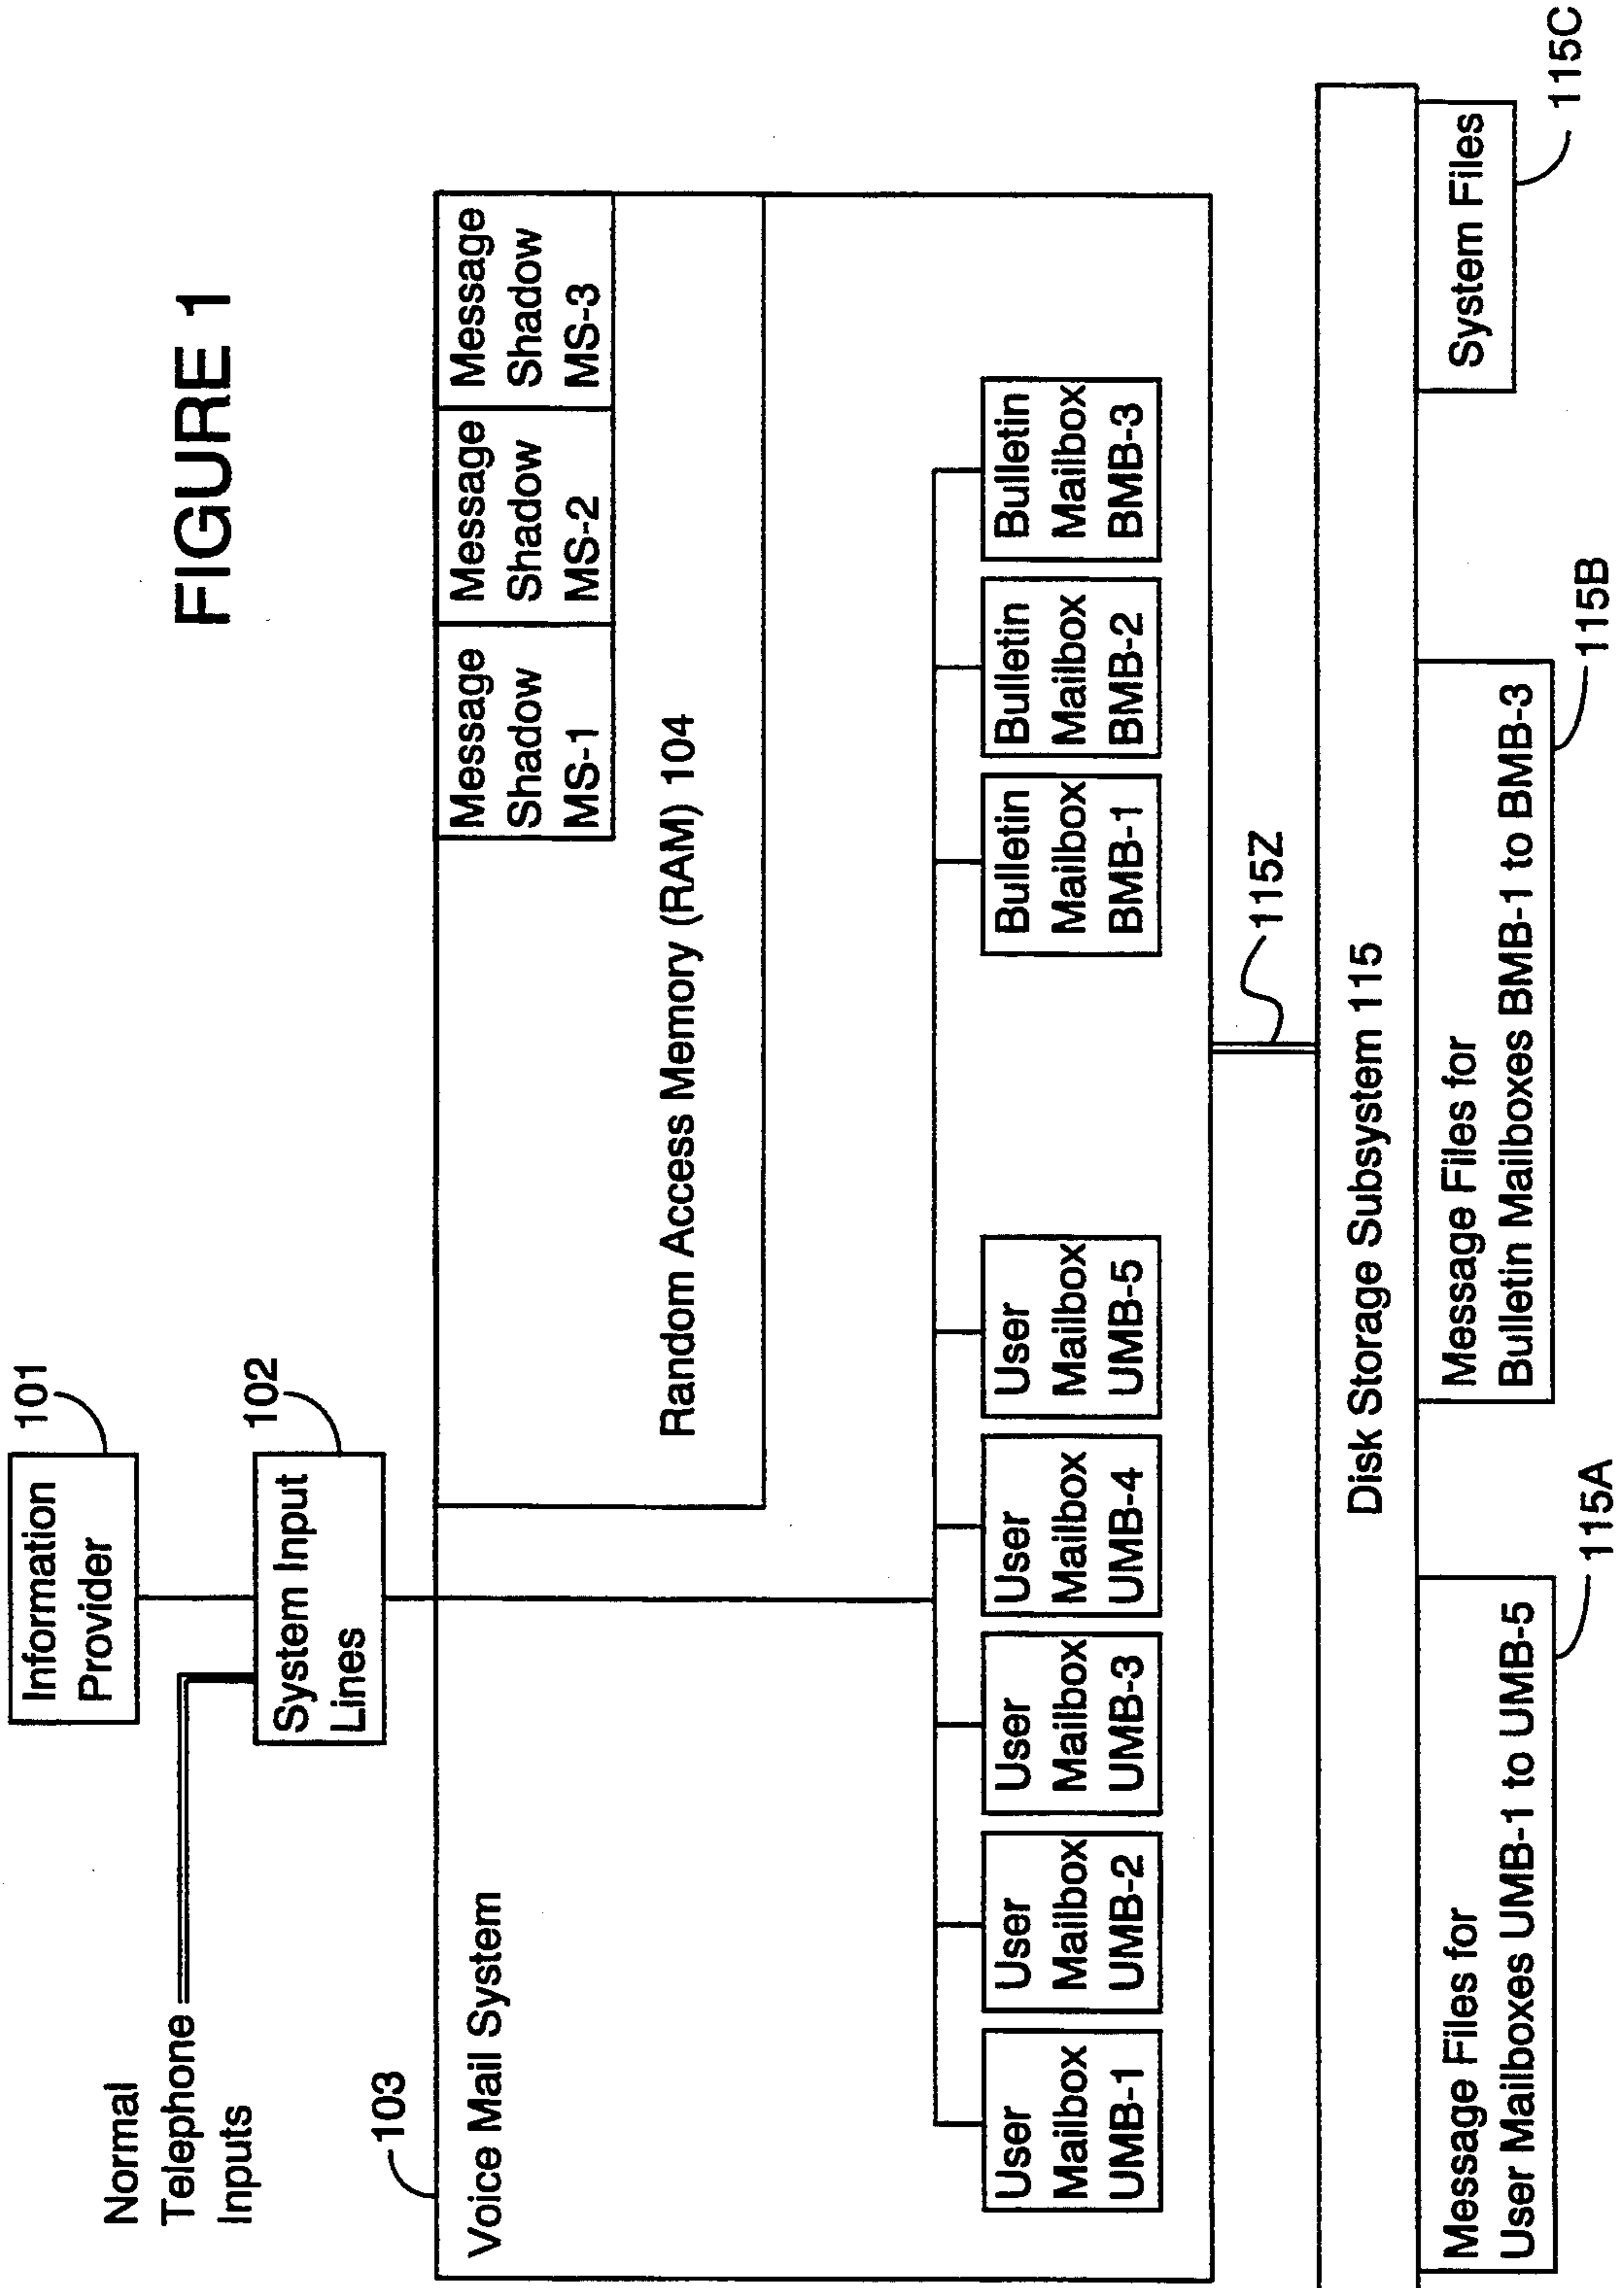 FIGURE 1
101
Information
Provider
Normal
Telephone
Inputs
102
System Input
Lines
103
Voice Mail System
Message
Shadow
MS-1
Message
Shadow
MS-2
Message
Shadow
MS-3
Random Access Memory (RAM) 104
User
Mailbox
UMB-1
User
Mailbox
UMB-2
User
Mailbox
UMB-3
User
Mailbox
UMB-4
User
Mailbox
UMB-5
Bulletin
Mailbox
BMB-1
Bulletin
Mailbox
BMB-2
Bulletin
Mailbox
BMB-3
115Z
Disk Storage Subsystem 115
Message Files for
User Mailboxes UMB-1 to UMB-5
115A
Message Files for
Bulletin Mailboxes BMB-1 to BMB-3
115B
System Files
115C